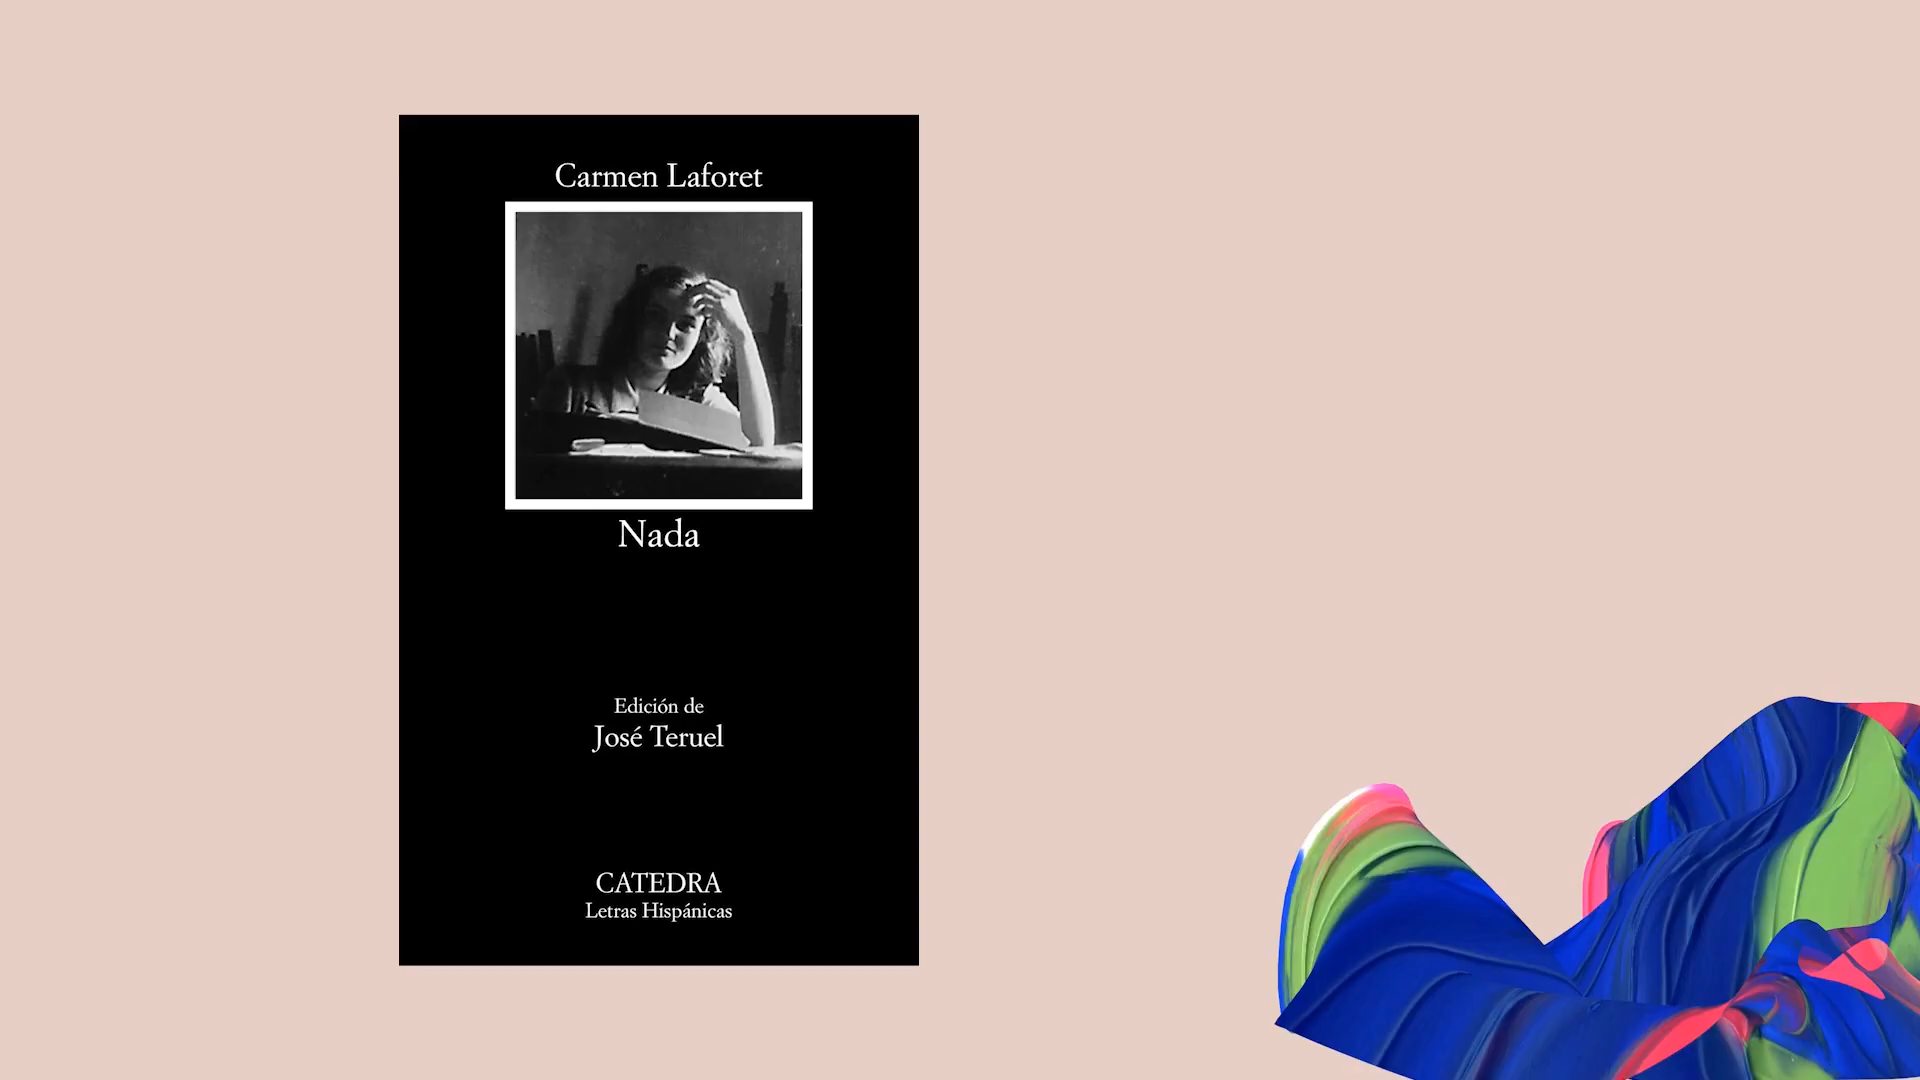 Carmen Laforet
Nada
Edición de
José Teruel
CATEDRA
Letras Hispánicas